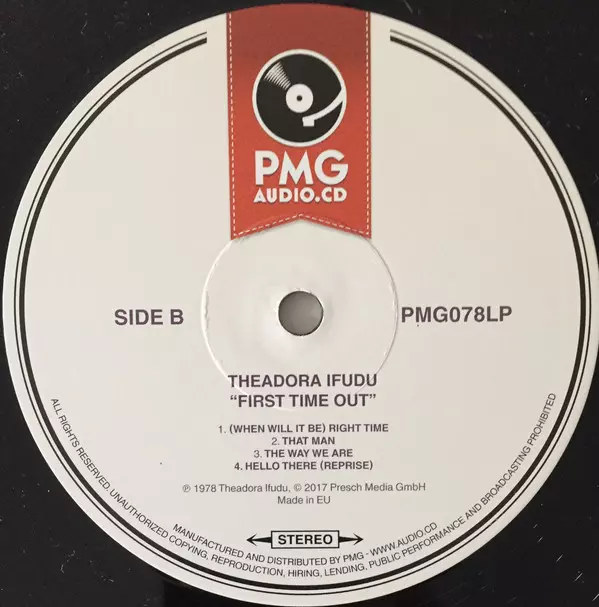 PMG
AUDIO.CD
SIDE B
PMG078LP
THEADORA IFUDU
“FIRST TIME OUT”
1. (WHEN WILL IT BE) RIGHT TIME
2. THAT MAN
3. THE WAY WE ARE
4. HELLO THERE (REPRISE)
℗ 1978 Theadora Ifudu, © 2017 Presch Media GmbH
Made in EU
STEREO
MANUFACTURED AND DISTRIBUTED BY PMG - WWW.AUDIO.CD
ALL RIGHTS RESERVED. UNAUTHORIZED COPYING, REPRODUCTION, HIRING, LENDING, PUBLIC PERFORMANCE AND BROADCASTING PROHIBITED